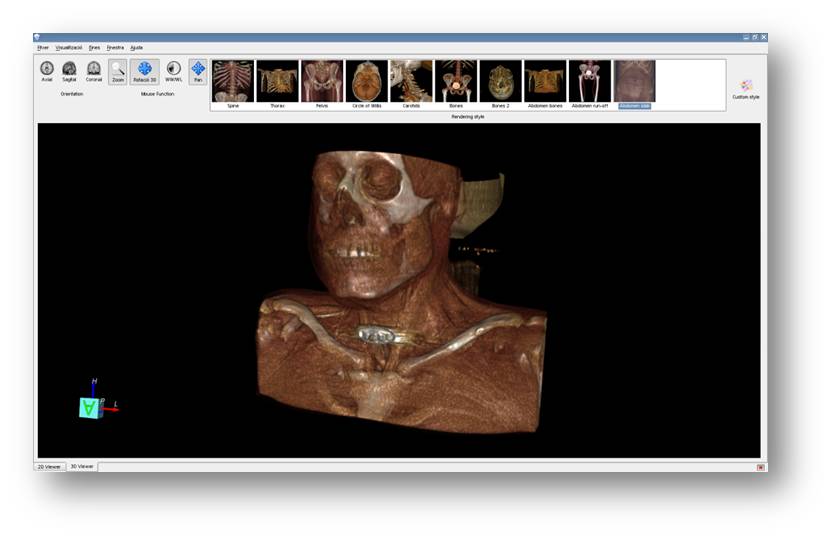 Fitxer Visualització Eines Finestra Ajuda
Axial Sagital Coronal Zoom Rotació 3D WW/WL Pan
Orientation Mouse Function
Spine Thorax Pelvis Circle of Willis Carotids Bones Bones 2 Abdomen bones Abdomen run-off
Custom style
Rendering style
H
A P L
2D Viewer 3D Viewer